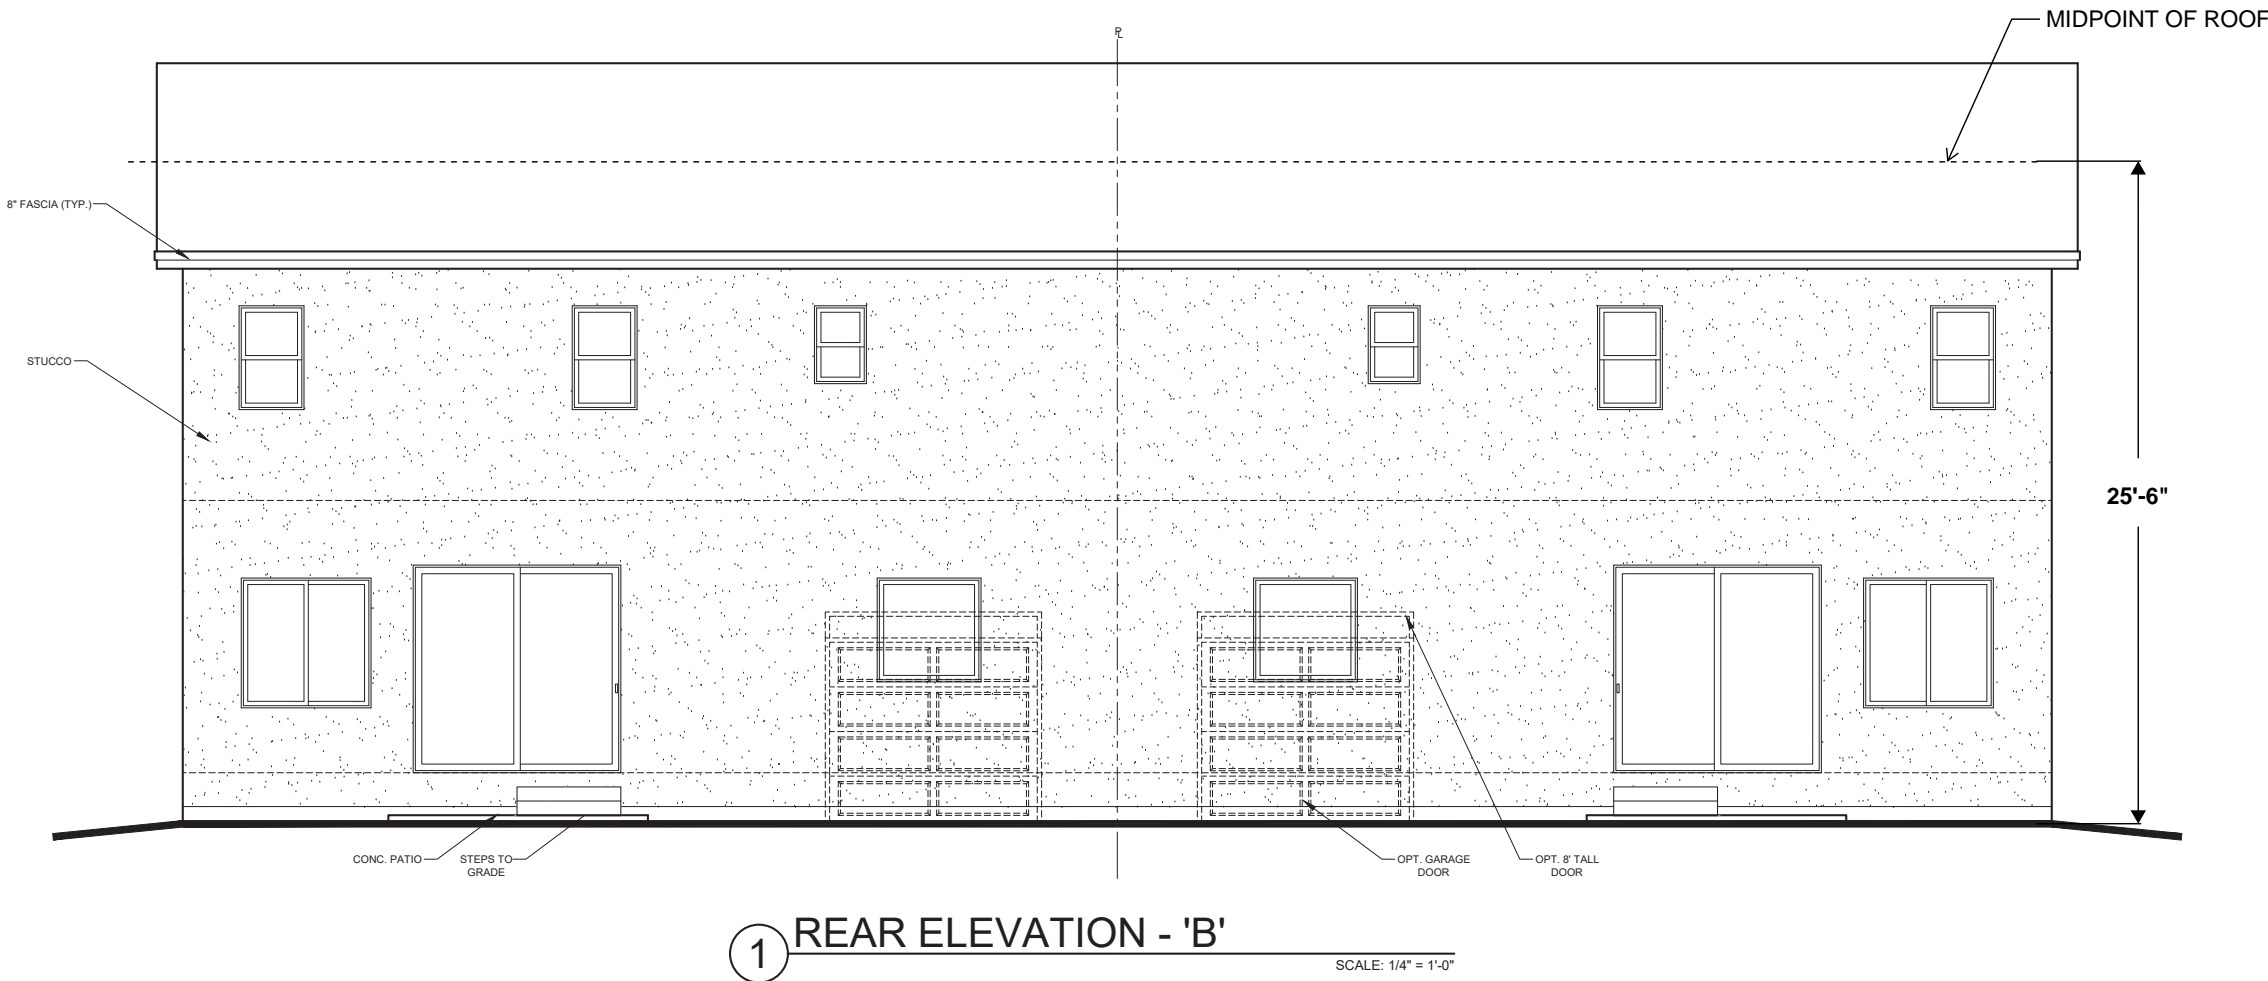 MIDPOINT OF ROOF
PL
8" FASCIA (TYP.)
STUCCO
25'-6"
CONC. PATIO
STEPS TO
GRADE
OPT. GARAGE
DOOR
OPT. 8' TALL
DOOR
1
REAR ELEVATION - 'B'
SCALE: 1/4" = 1'-0"